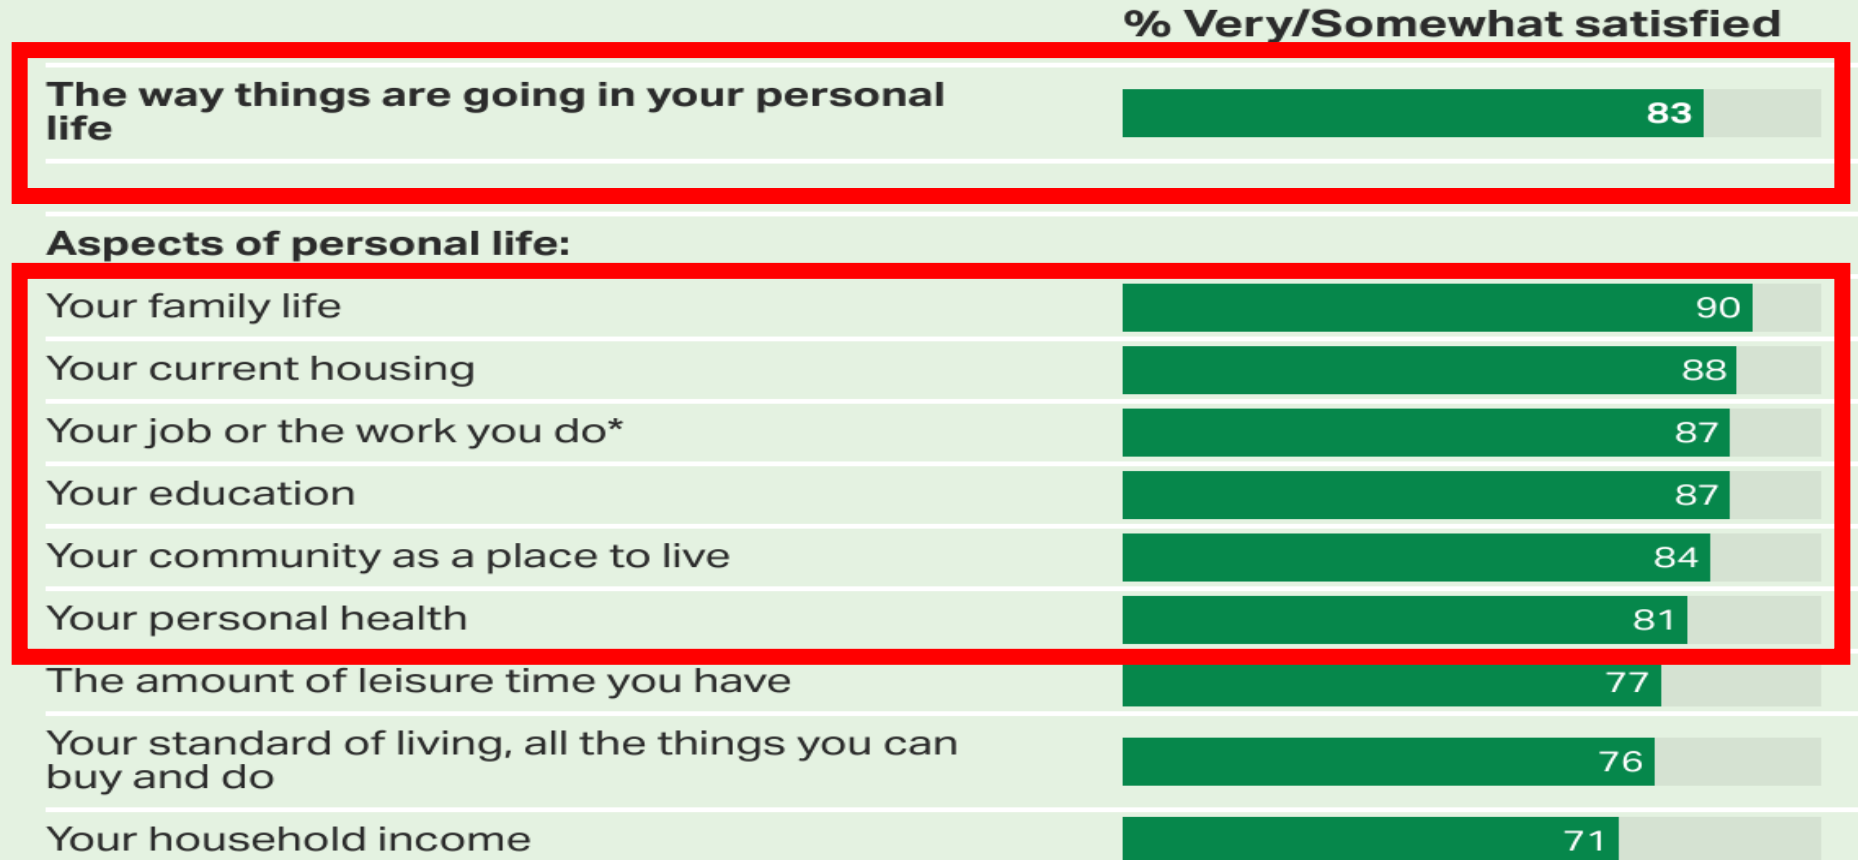 % Very/Somewhat satisfied
The way things are going in your personal
life
83
Aspects of personal life:
Your family life
90
Your current housing
88
Your job or the work you do*
87
Your education
87
Your community as a place to live
84
Your personal health
81
The amount of leisure time you have
77
Your standard of living, all the things you can
buy and do
76
Your household income
71